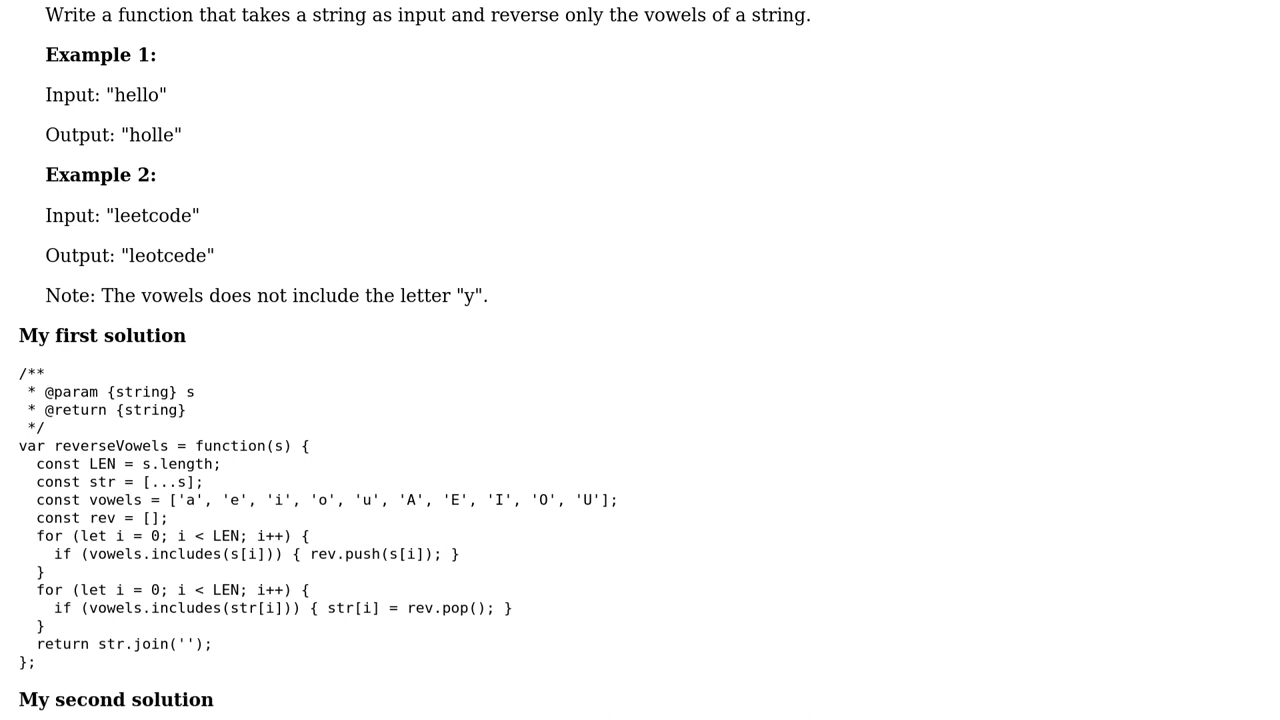 Write a function that takes a string as input and reverse only the vowels of a string.
Example 1:
Input: "hello"
Output: "holle"
Example 2:
Input: "leetcode"
Output: "leotcede"
Note: The vowels does not include the letter "y".
My first solution
/**
 * @param {string} s
 * @return {string}
 */
var reverseVowels = function(s) {
  const LEN = s.length;
  const str = [...s];
  const vowels = ['a', 'e', 'i', 'o', 'u', 'A', 'E', 'I', 'O', 'U'];
  const rev = [];
  for (let i = 0; i < LEN; i++) {
    if (vowels.includes(s[i])) { rev.push(s[i]); }
  }
  for (let i = 0; i < LEN; i++) {
    if (vowels.includes(str[i])) { str[i] = rev.pop(); }
  }
  return str.join('');
};
My second solution